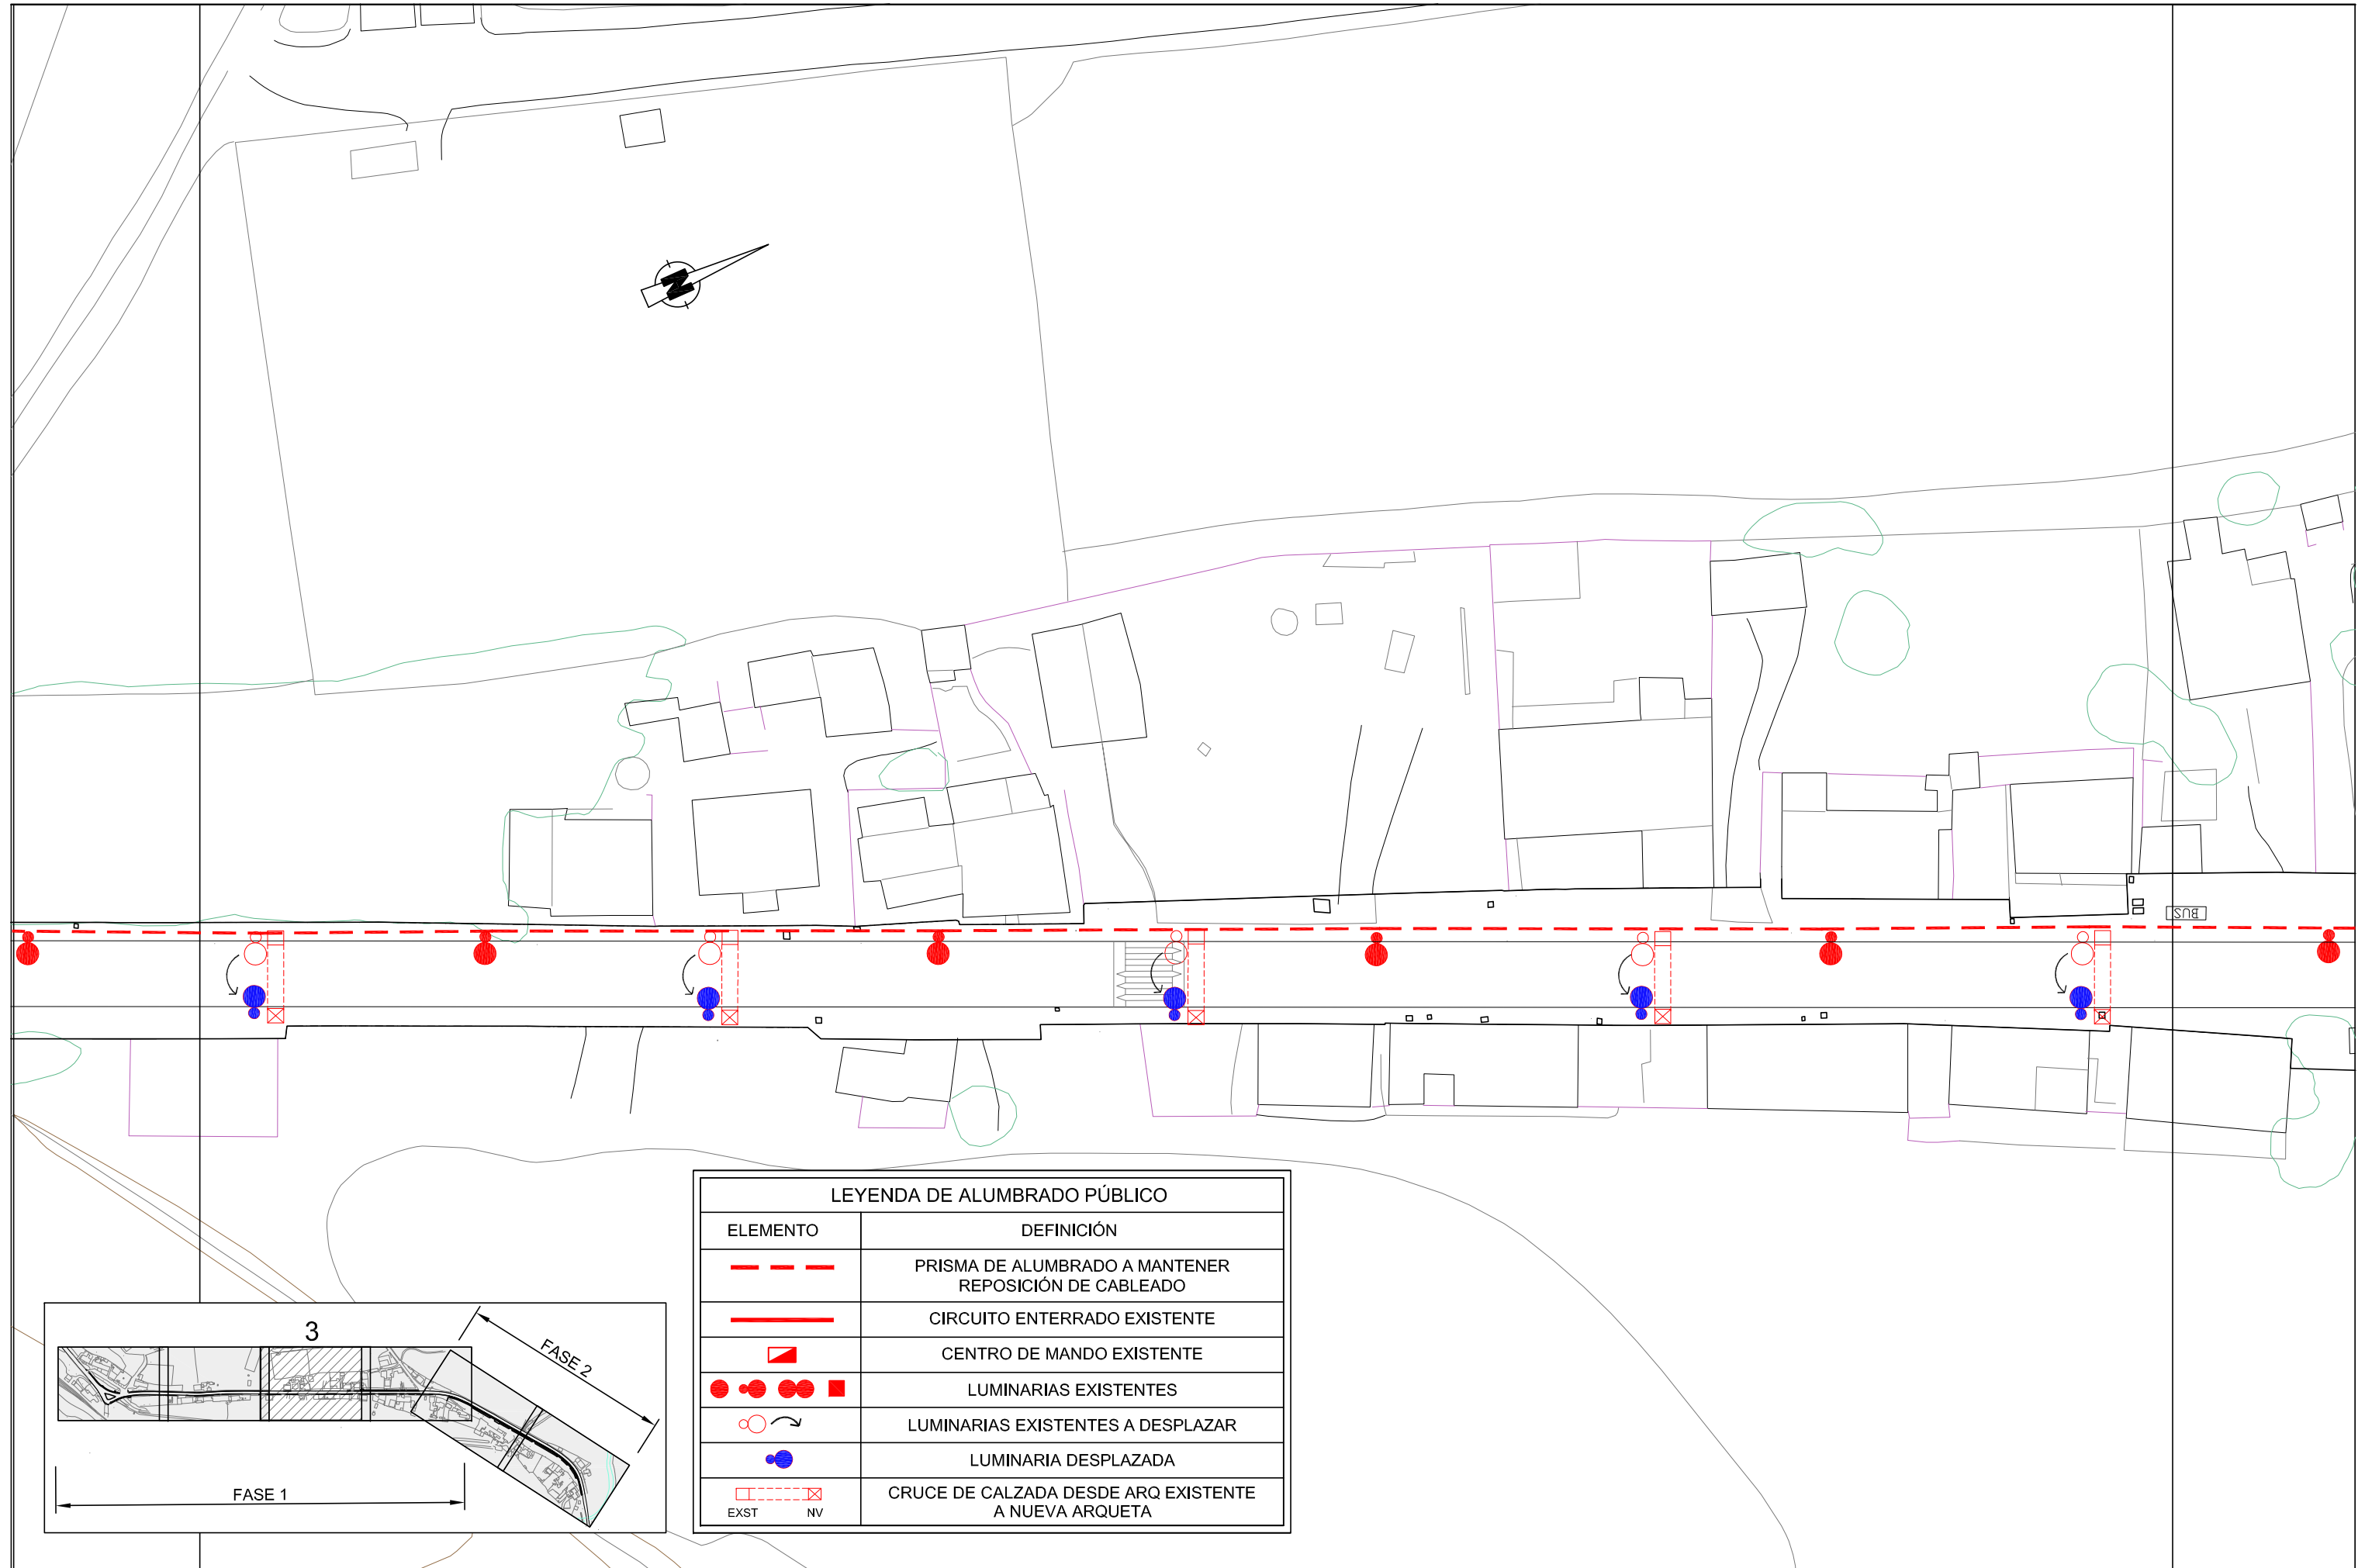 N
BUS
LEYENDA DE ALUMBRADO PÚBLICO
ELEMENTO
DEFINICIÓN
PRISMA DE ALUMBRADO A MANTENER
REPOSICIÓN DE CABLEADO
CIRCUITO ENTERRADO EXISTENTE
CENTRO DE MANDO EXISTENTE
LUMINARIAS EXISTENTES
LUMINARIAS EXISTENTES A DESPLAZAR
LUMINARIA DESPLAZADA
EXST NV
CRUCE DE CALZADA DESDE ARQ EXISTENTE
A NUEVA ARQUETA
3
FASE 2
FASE 1